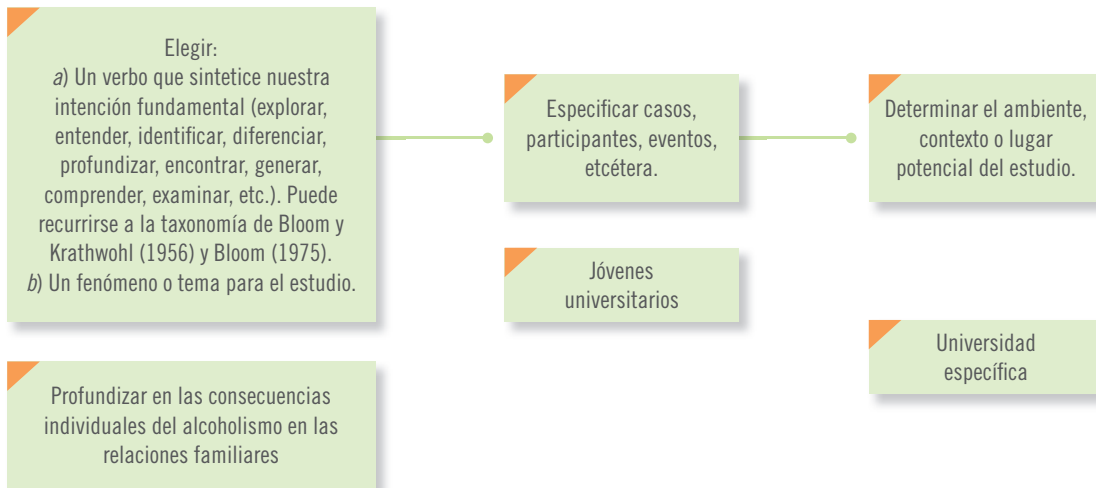 Elegir:
a) Un verbo que sintetice nuestra
intención fundamental (explorar,
entender, identificar, diferenciar,
profundizar, encontrar, generar,
comprender, examinar, etc.). Puede
recurrirse a la taxonomía de Bloom y
Krathwohl (1956) y Bloom (1975).
b) Un fenómeno o tema para el estudio.
Especificar casos,
participantes, eventos,
etcétera.
Determinar el ambiente,
contexto o lugar
potencial del estudio.
Profundizar en las consecuencias
individuales del alcoholismo en las
relaciones familiares
Jóvenes
universitarios
Universidad
específica